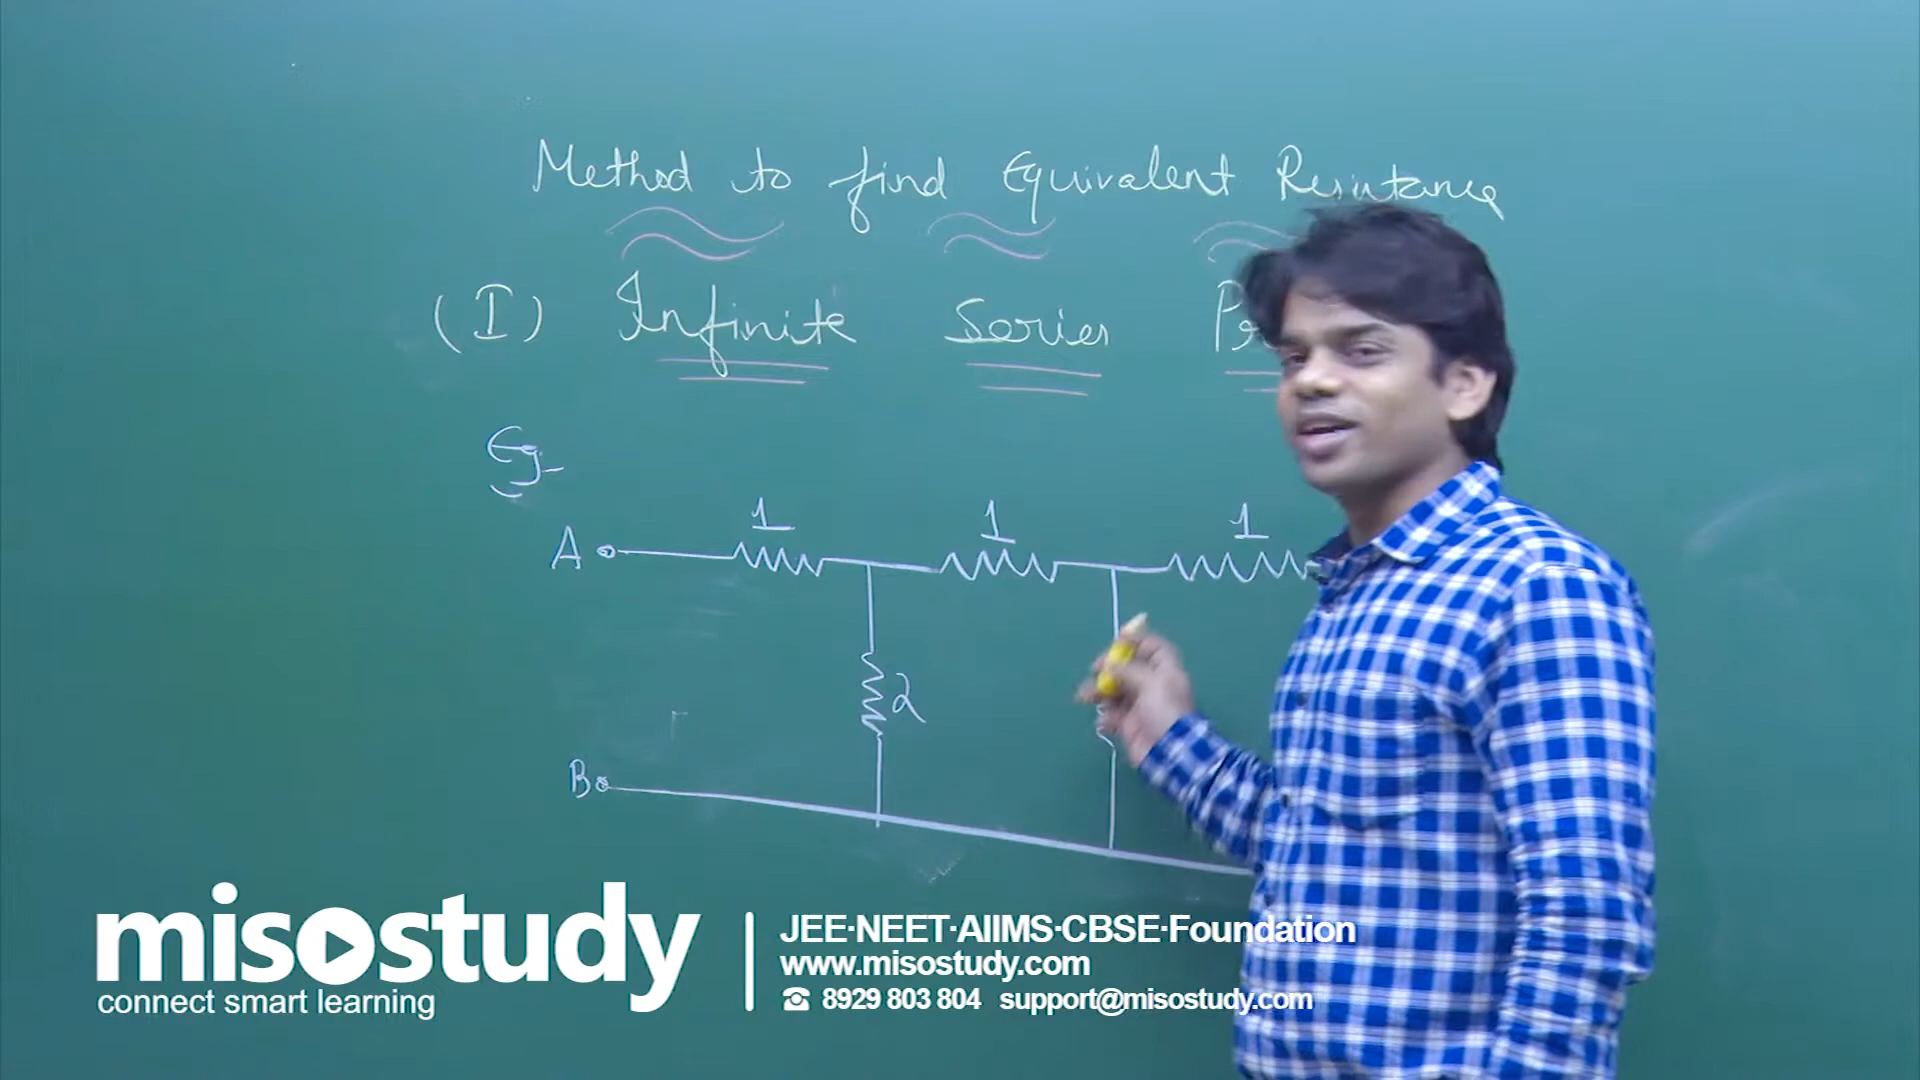 Method to find Equivalent Resistance
(I) Infinite Series
Eg
1 1 1
A
2
B
misostudy
connect smart learning
JEE·NEET·AIIMS·CBSE·Foundation
www.misostudy.com
8929 803 804 support@misostudy.com